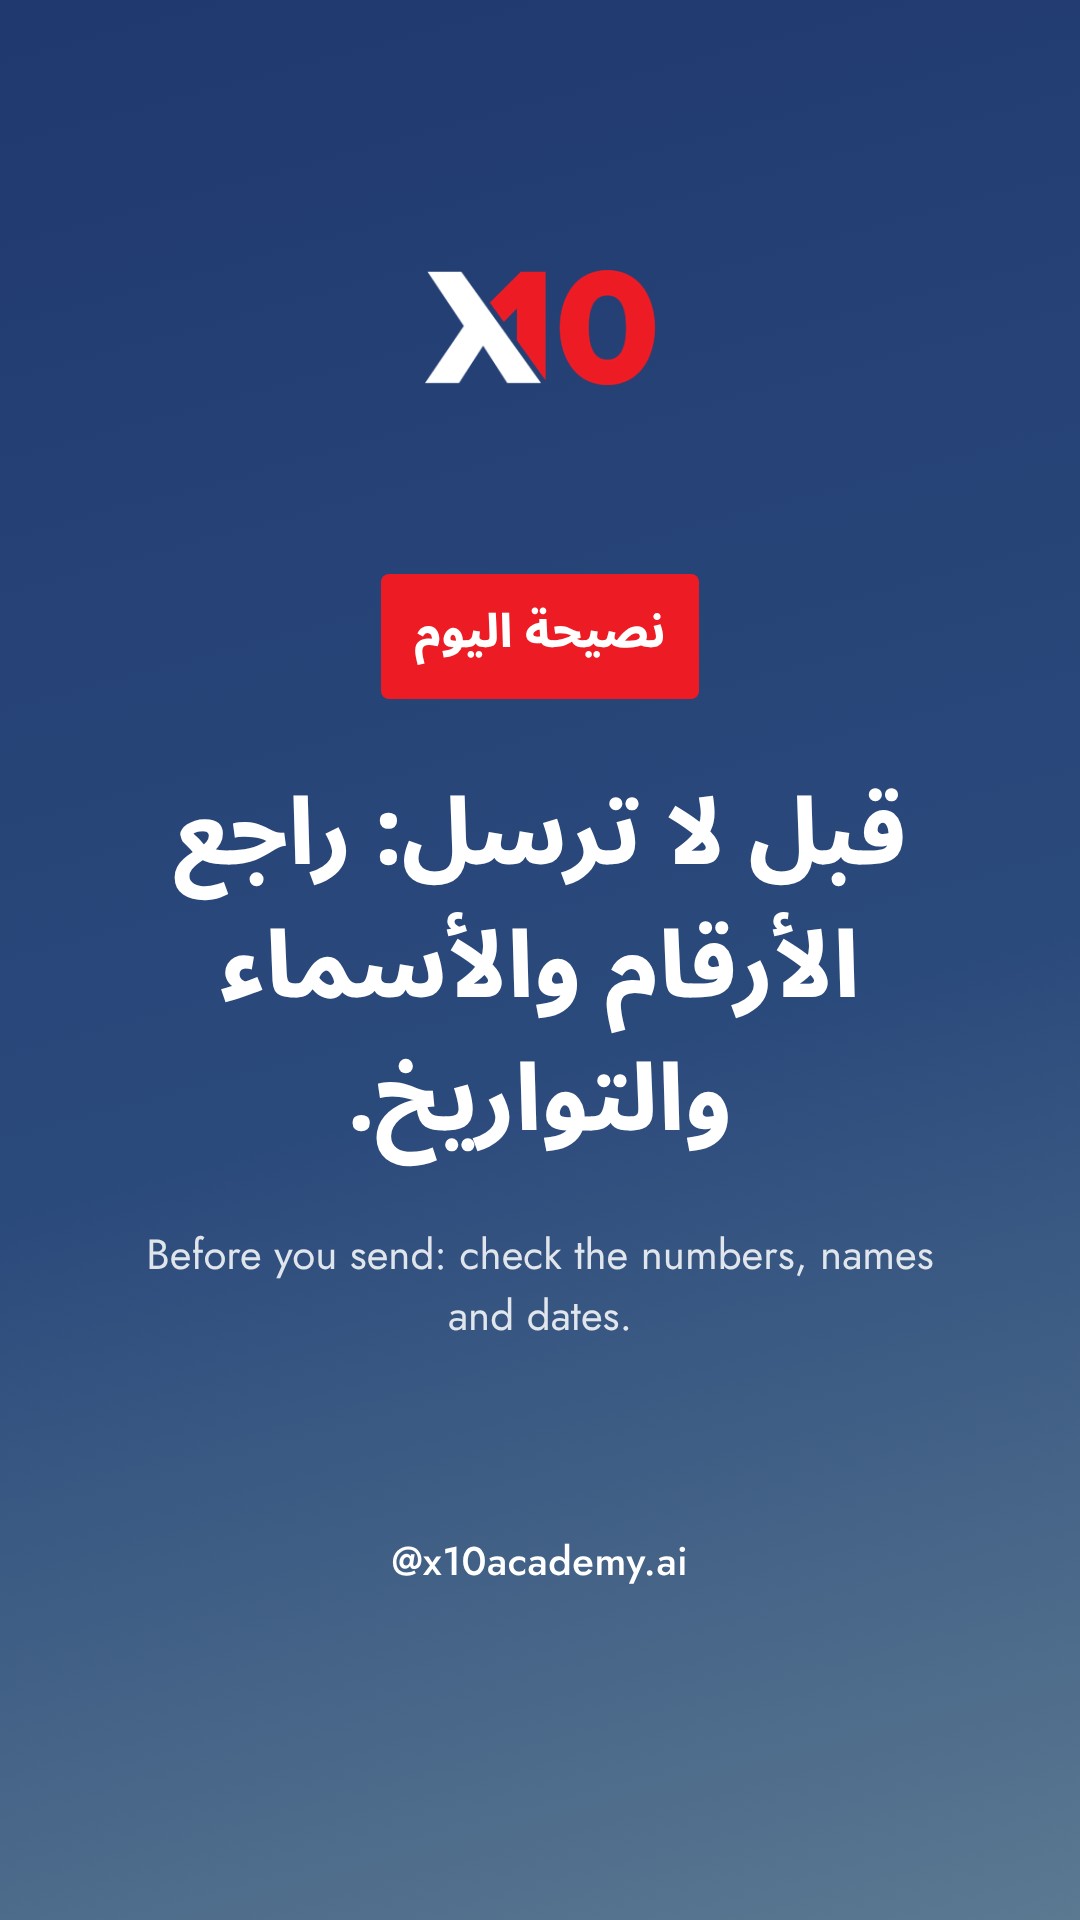 X10
نصيحة اليوم
قبل لا ترسل: راجع
الأرقام والأسماء
والتواريخ.
Before you send: check the numbers, names
and dates.
@x10academy.ai